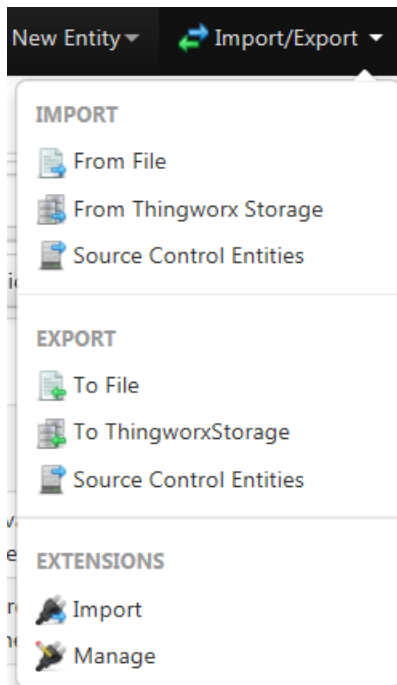 New Entity Import/Export
IMPORT
From File
From Thingworx Storage
Source Control Entities
EXPORT
To File
To ThingworxStorage
Source Control Entities
EXTENSIONS
Import
Manage